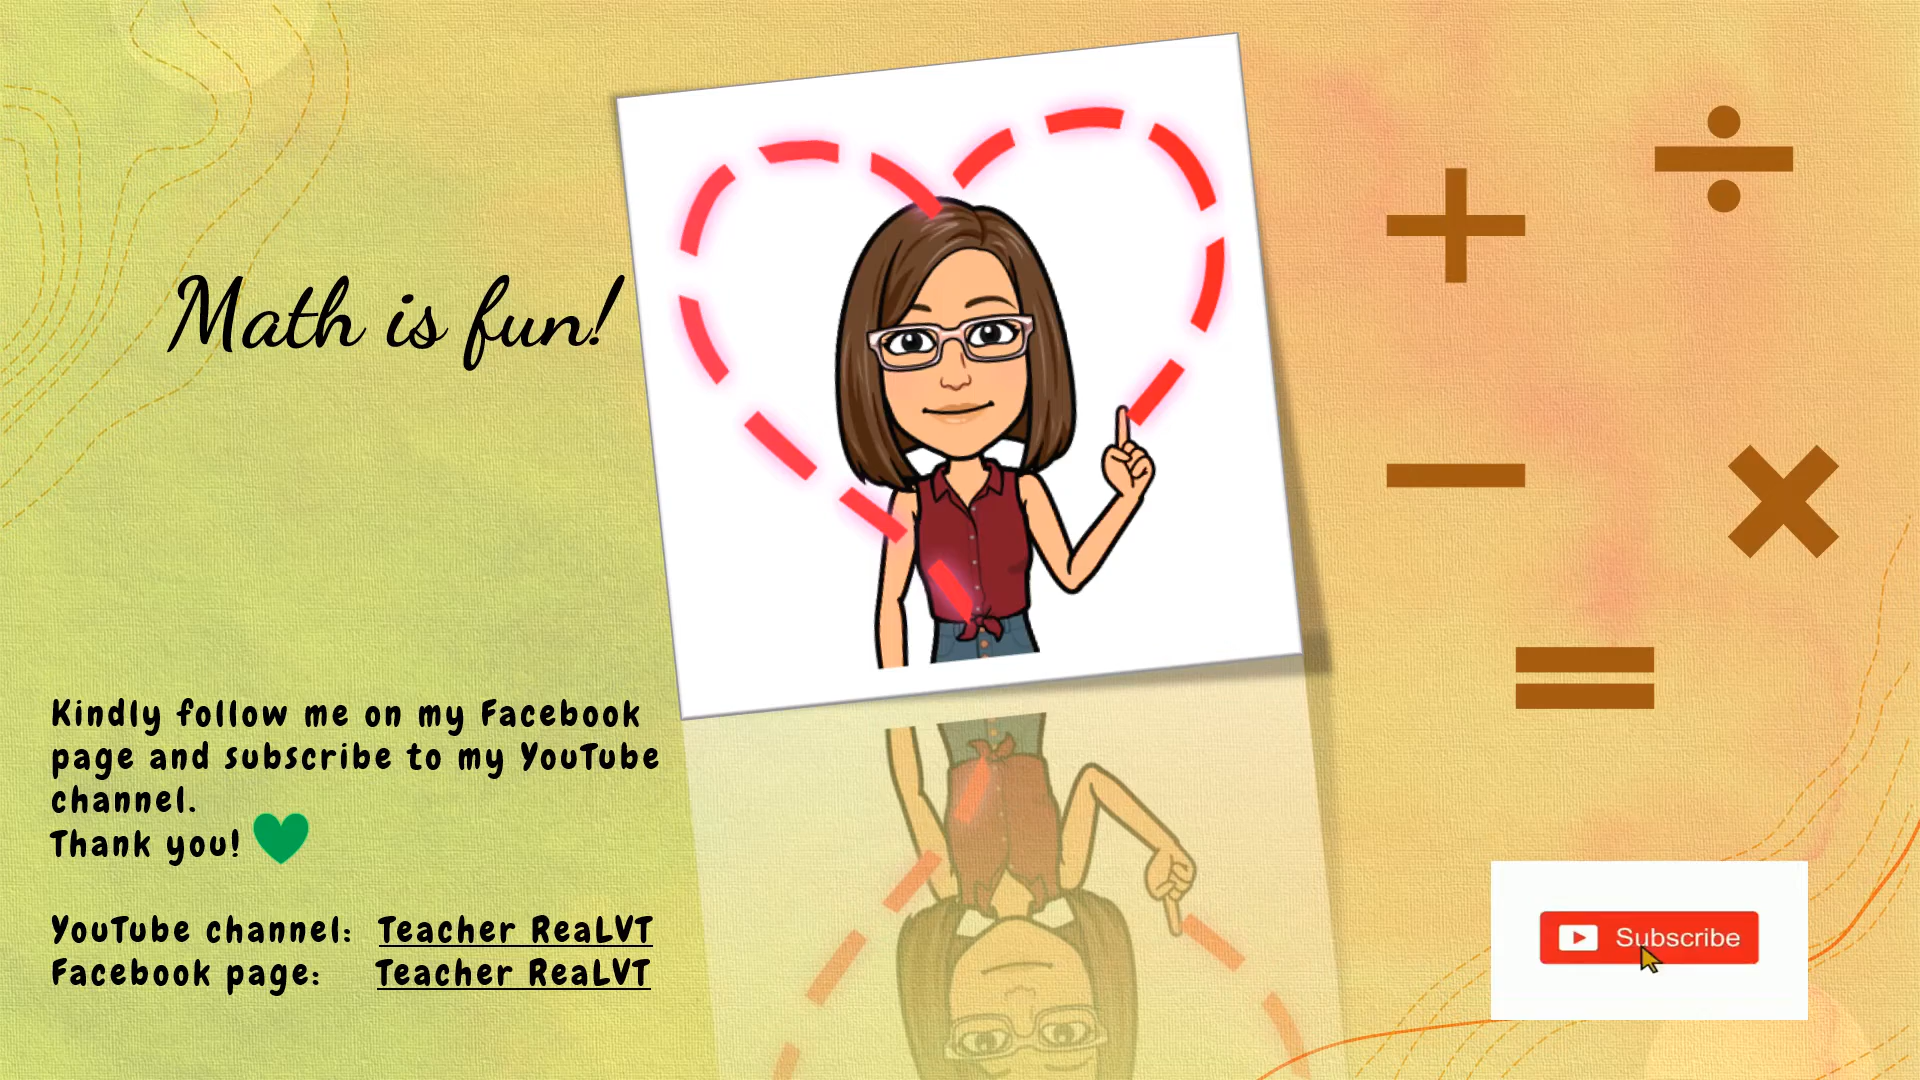 Math is fun!
Kindly follow me on my Facebook
page and subscribe to my YouTube
channel.
Thank you!
YouTube channel: Teacher ReaLVT
Facebook page: Teacher ReaLVT
Subscribe